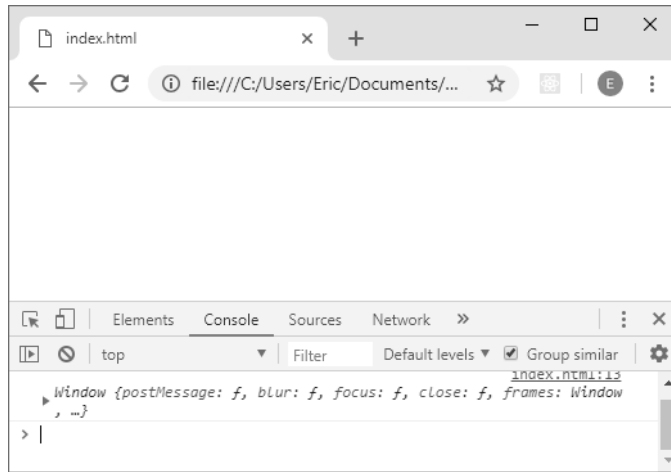 index.html
file:///C:/Users/Eric/Documents/...
E
Elements Console Sources Network »
top Filter Default levels Group similar
index.html:13
Window {postMessage: ƒ, blur: ƒ, focus: ƒ, close: ƒ, frames: Window
, …}
>